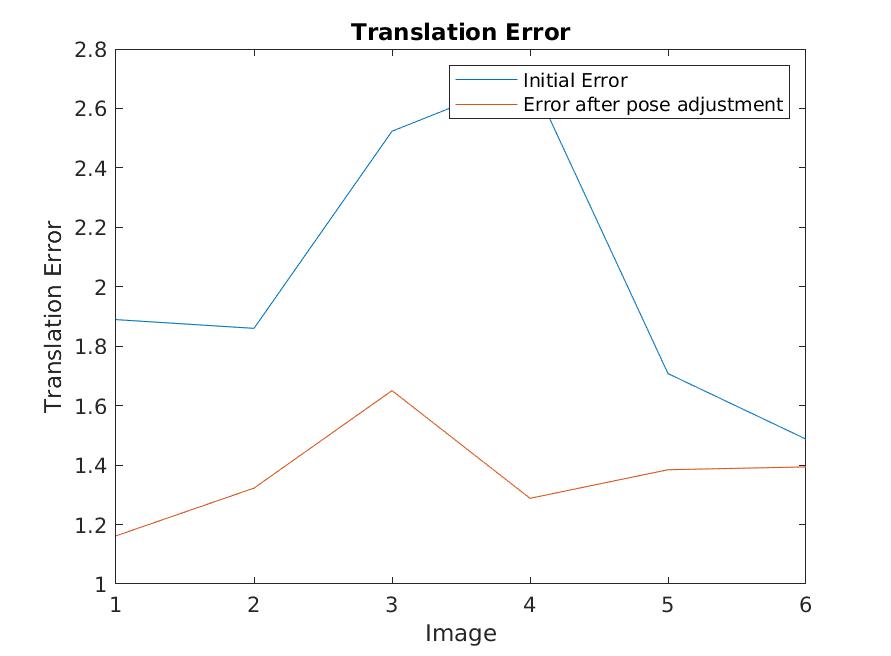 Translation Error
2.8
2.6
2.4
2.2
2
1.8
1.6
1.4
1.2
1
Translation Error
Initial Error
Error after pose adjustment
1 2 3 4 5 6
Image